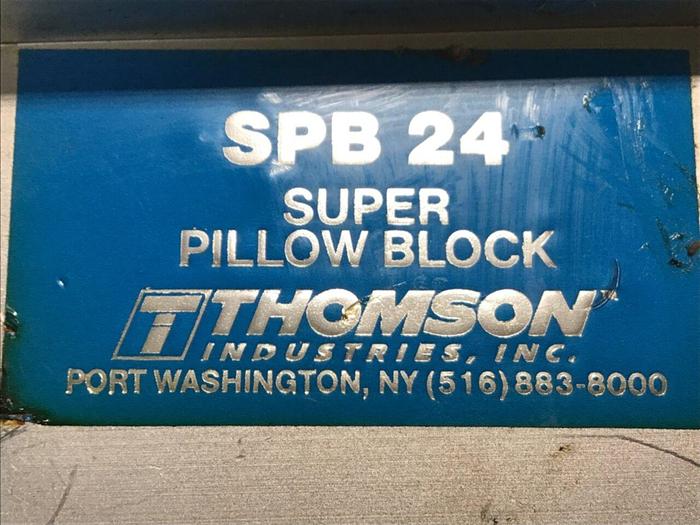 SPB 24
SUPER
PILLOW BLOCK
T THOMSON
INDUSTRIES, INC.
PORT WASHINGTON, NY (516) 883-8000